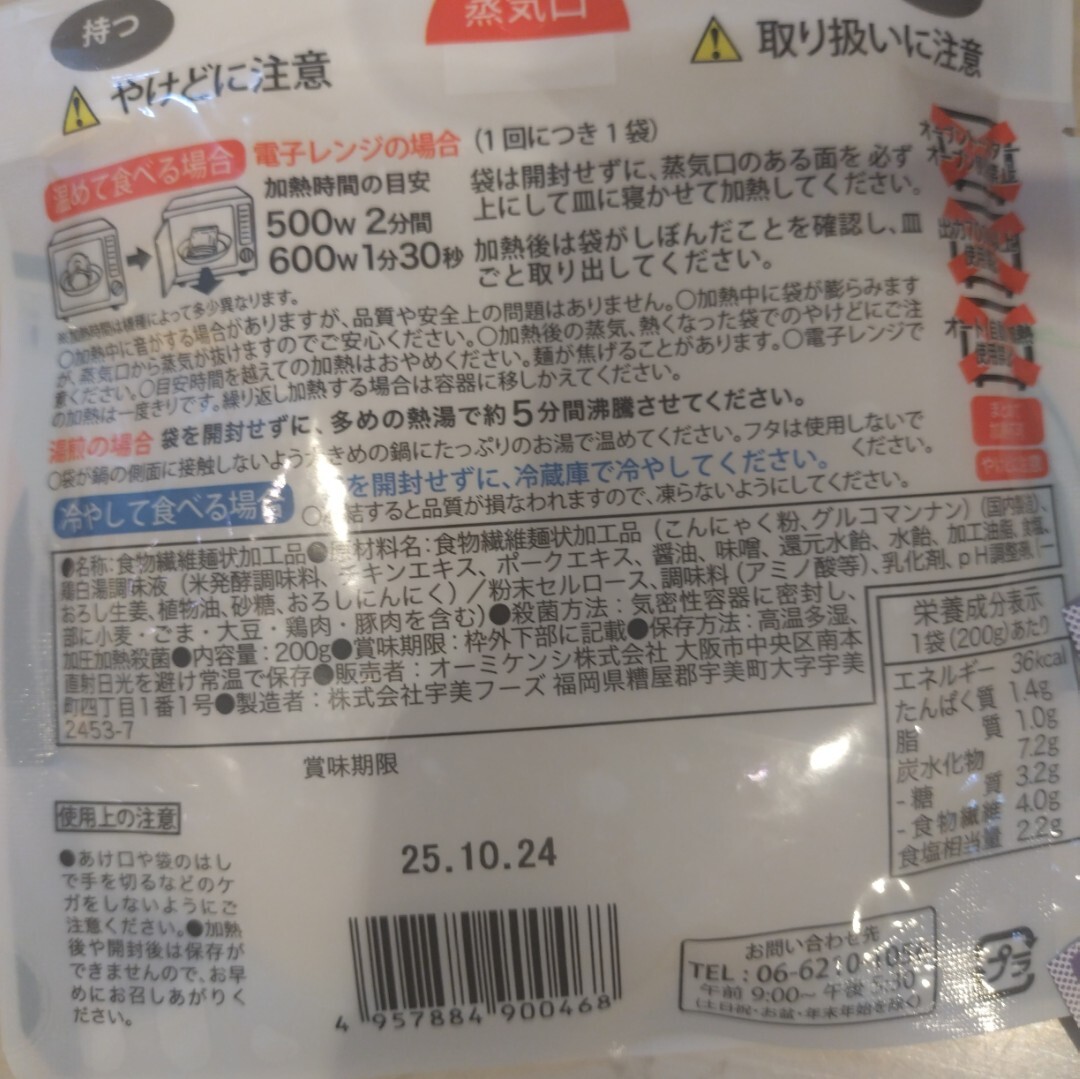 持つ
蒸気口
やけどに注意
取り扱いに注意
温めて食べる場合
電子レンジの場合 (1回につき1袋)
加熱時間の目安
500W 2分間
600W 1分30秒
袋は開封せずに、蒸気口のある面を 必ず
上にして皿に寝かせて加熱してください。
加熱後は袋がしぼんだことを確認し、皿
ごと取り出してください。
※加熱時間は機種によって多少異なります。
○加熱中に音がする場合がありますが、品質や安全上の問題はありません。○加熱中に袋が膨らみます
が、蒸気口から蒸気が抜けますのでご安心ください。○加熱後の蒸気、熱くなった袋でのやけどにご注
意ください。○目安時間を越えての加熱はおやめください。麺が焦げることがあります。○電子レンジで
の加熱は一度きりです。繰り返し加熱する場合は容器に移しかえてください。
湯煎の場合 袋を開封せずに、多めの熱湯で約5分間沸騰させてください。
○袋が鍋の側面に接触しないよう きめの鍋にたっぷりのお湯で温めてください。フタは使用しないで
ください。
冷やして食べる場合 を開封せずに、冷蔵庫で冷やしてください。
結すると品質が損なわれますので、凍らないようにしてください。
やけど注意
●名称:食物繊維麺状加工品●原材料名:食物繊維麺状加工品(こんにゃく粉、グルコマンナン)(国内製造)、
鶏白湯調味液(米発酵調味料、チキンエキス、ポークエキス、醤油、味噌、還元水飴、水飴、加工油脂、食塩、
おろし生姜、植物油、砂糖、おろしにんにく)/粉末セルロース、調味料(アミノ酸等)、乳化剤、pH調整剤、(一
部に小麦・ごま・大豆・鶏肉・豚肉を含む)●殺菌方法:気密性容器に密封し、
加圧加熱殺菌●内容量:200g●賞味期限:枠外下部に記載●保存方法:高温多湿、
直射日光を避け常温で保存●販売者:オーミケンシ株式会社 大阪市中央区南本
町四丁目1番1号●製造者:株式会社宇美フーズ 福岡県糟屋郡宇美町大字宇美
2453-7
栄養成分表示
1袋(200g)あたり
エネルギー 36kcal
たんぱく質 1.4g
脂質 1.0g
炭水化物 7.2g
-糖質 3.2g
-食物繊維 4.0g
食塩相当量 2.2g
賞味期限
25.10.24
使用上の注意
●あけ口や袋のはし
で手を切るなどのケ
ガをしないようにご
注意ください。●加熱
後や開封後は保存が
できませんので、お早
めにお召しあがりく
ださい。
4 957884 900468
お問い合わせ先
TEL:06-6210-
午前 9:00~午後 5:30
(土日祝・お盆・年末年始を除く)
プラ